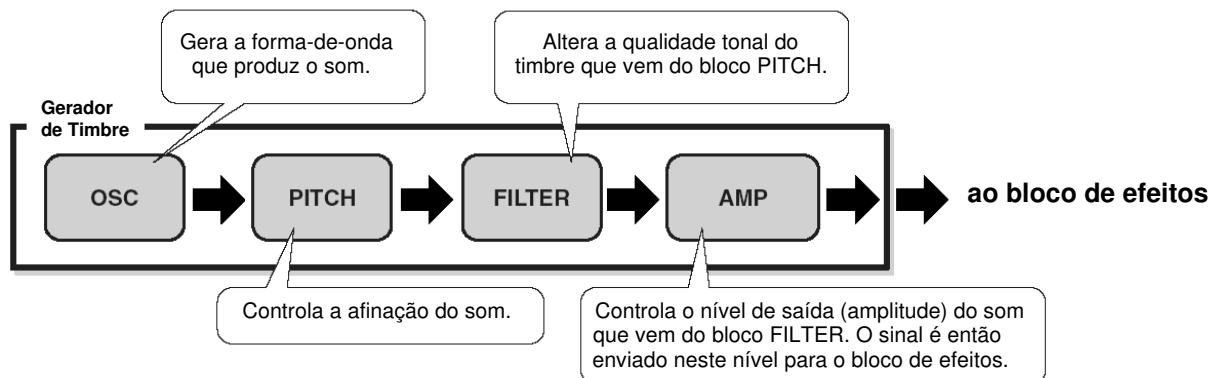 Gera a forma-de-onda
que produz o som.
Altera a qualidade tonal do
timbre que vem do bloco PITCH.
Gerador
de Timbre
OSC
PITCH
FILTER
AMP
ao bloco de efeitos
Controla a afinação do som.
Controla o nível de saída (amplitude) do som
que vem do bloco FILTER. O sinal é então
enviado neste nível para o bloco de efeitos.